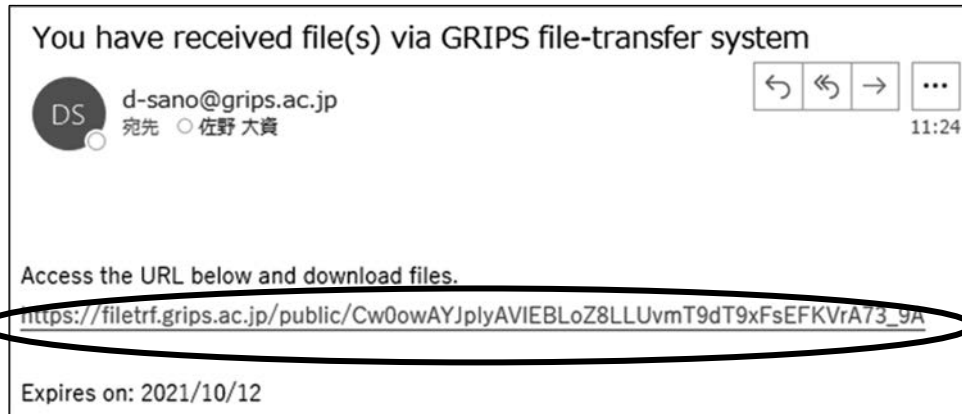 You have received file(s) via GRIPS file-transfer system
DS
d-sano@grips.ac.jp
宛先 佐野 大資
11:24
Access the URL below and download files.
https://filetrf.grips.ac.jp/public/Cw0owAYJpIyAVIEBLoZ8LLUvmT9dT9xFsEFKVrA73_9A
Expires on: 2021/10/12